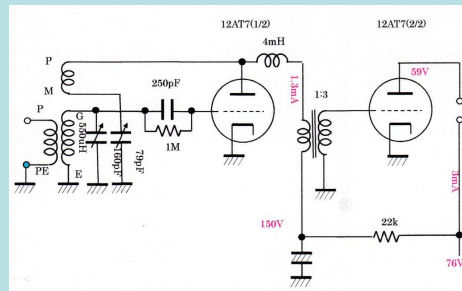 12AT7(1/2)
12AT7(2/2)
4mH
P
M
250pF
1.3mA
59V
1:3
P
G
550uH
160pF
79pF
1M
PE
E
3mA
150V
22k
76V